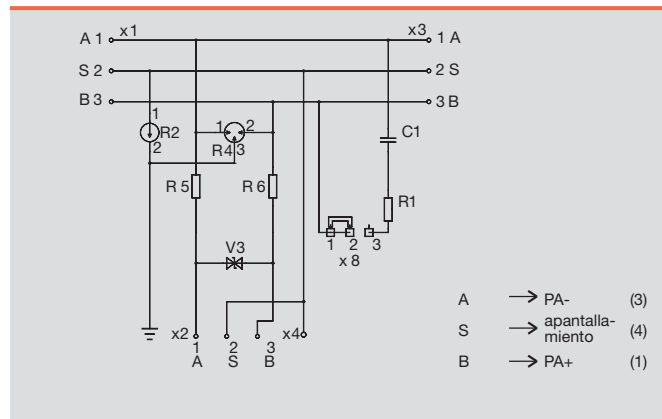 A 1 x1 x3 1 A
S 2 2 S
B 3 3 B
1
R2
2
1 2
R4 3
C1
R 5 R 6
R1
1 2 3
x 8
V3
x2 1 2 3 x4
A S B
A → PA- (3)
S → apantalla-
miento (4)
B → PA+ (1)